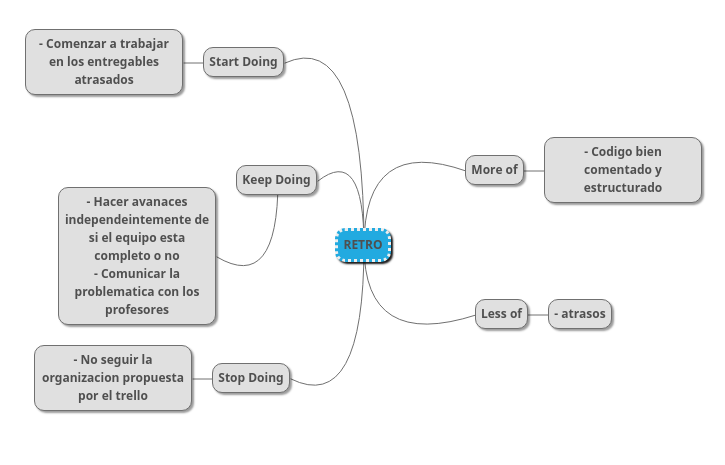 - Comenzar a trabajar
en los entregables
atrasados
Start Doing
- Codigo bien
comentado y
estructurado
More of
Keep Doing
- Hacer avanaces
independeintemente de
si el equipo esta
completo o no
- Comunicar la
problematica con los
profesores
RETRO
Less of
- atrasos
- No seguir la
organizacion propuesta
por el trello
Stop Doing